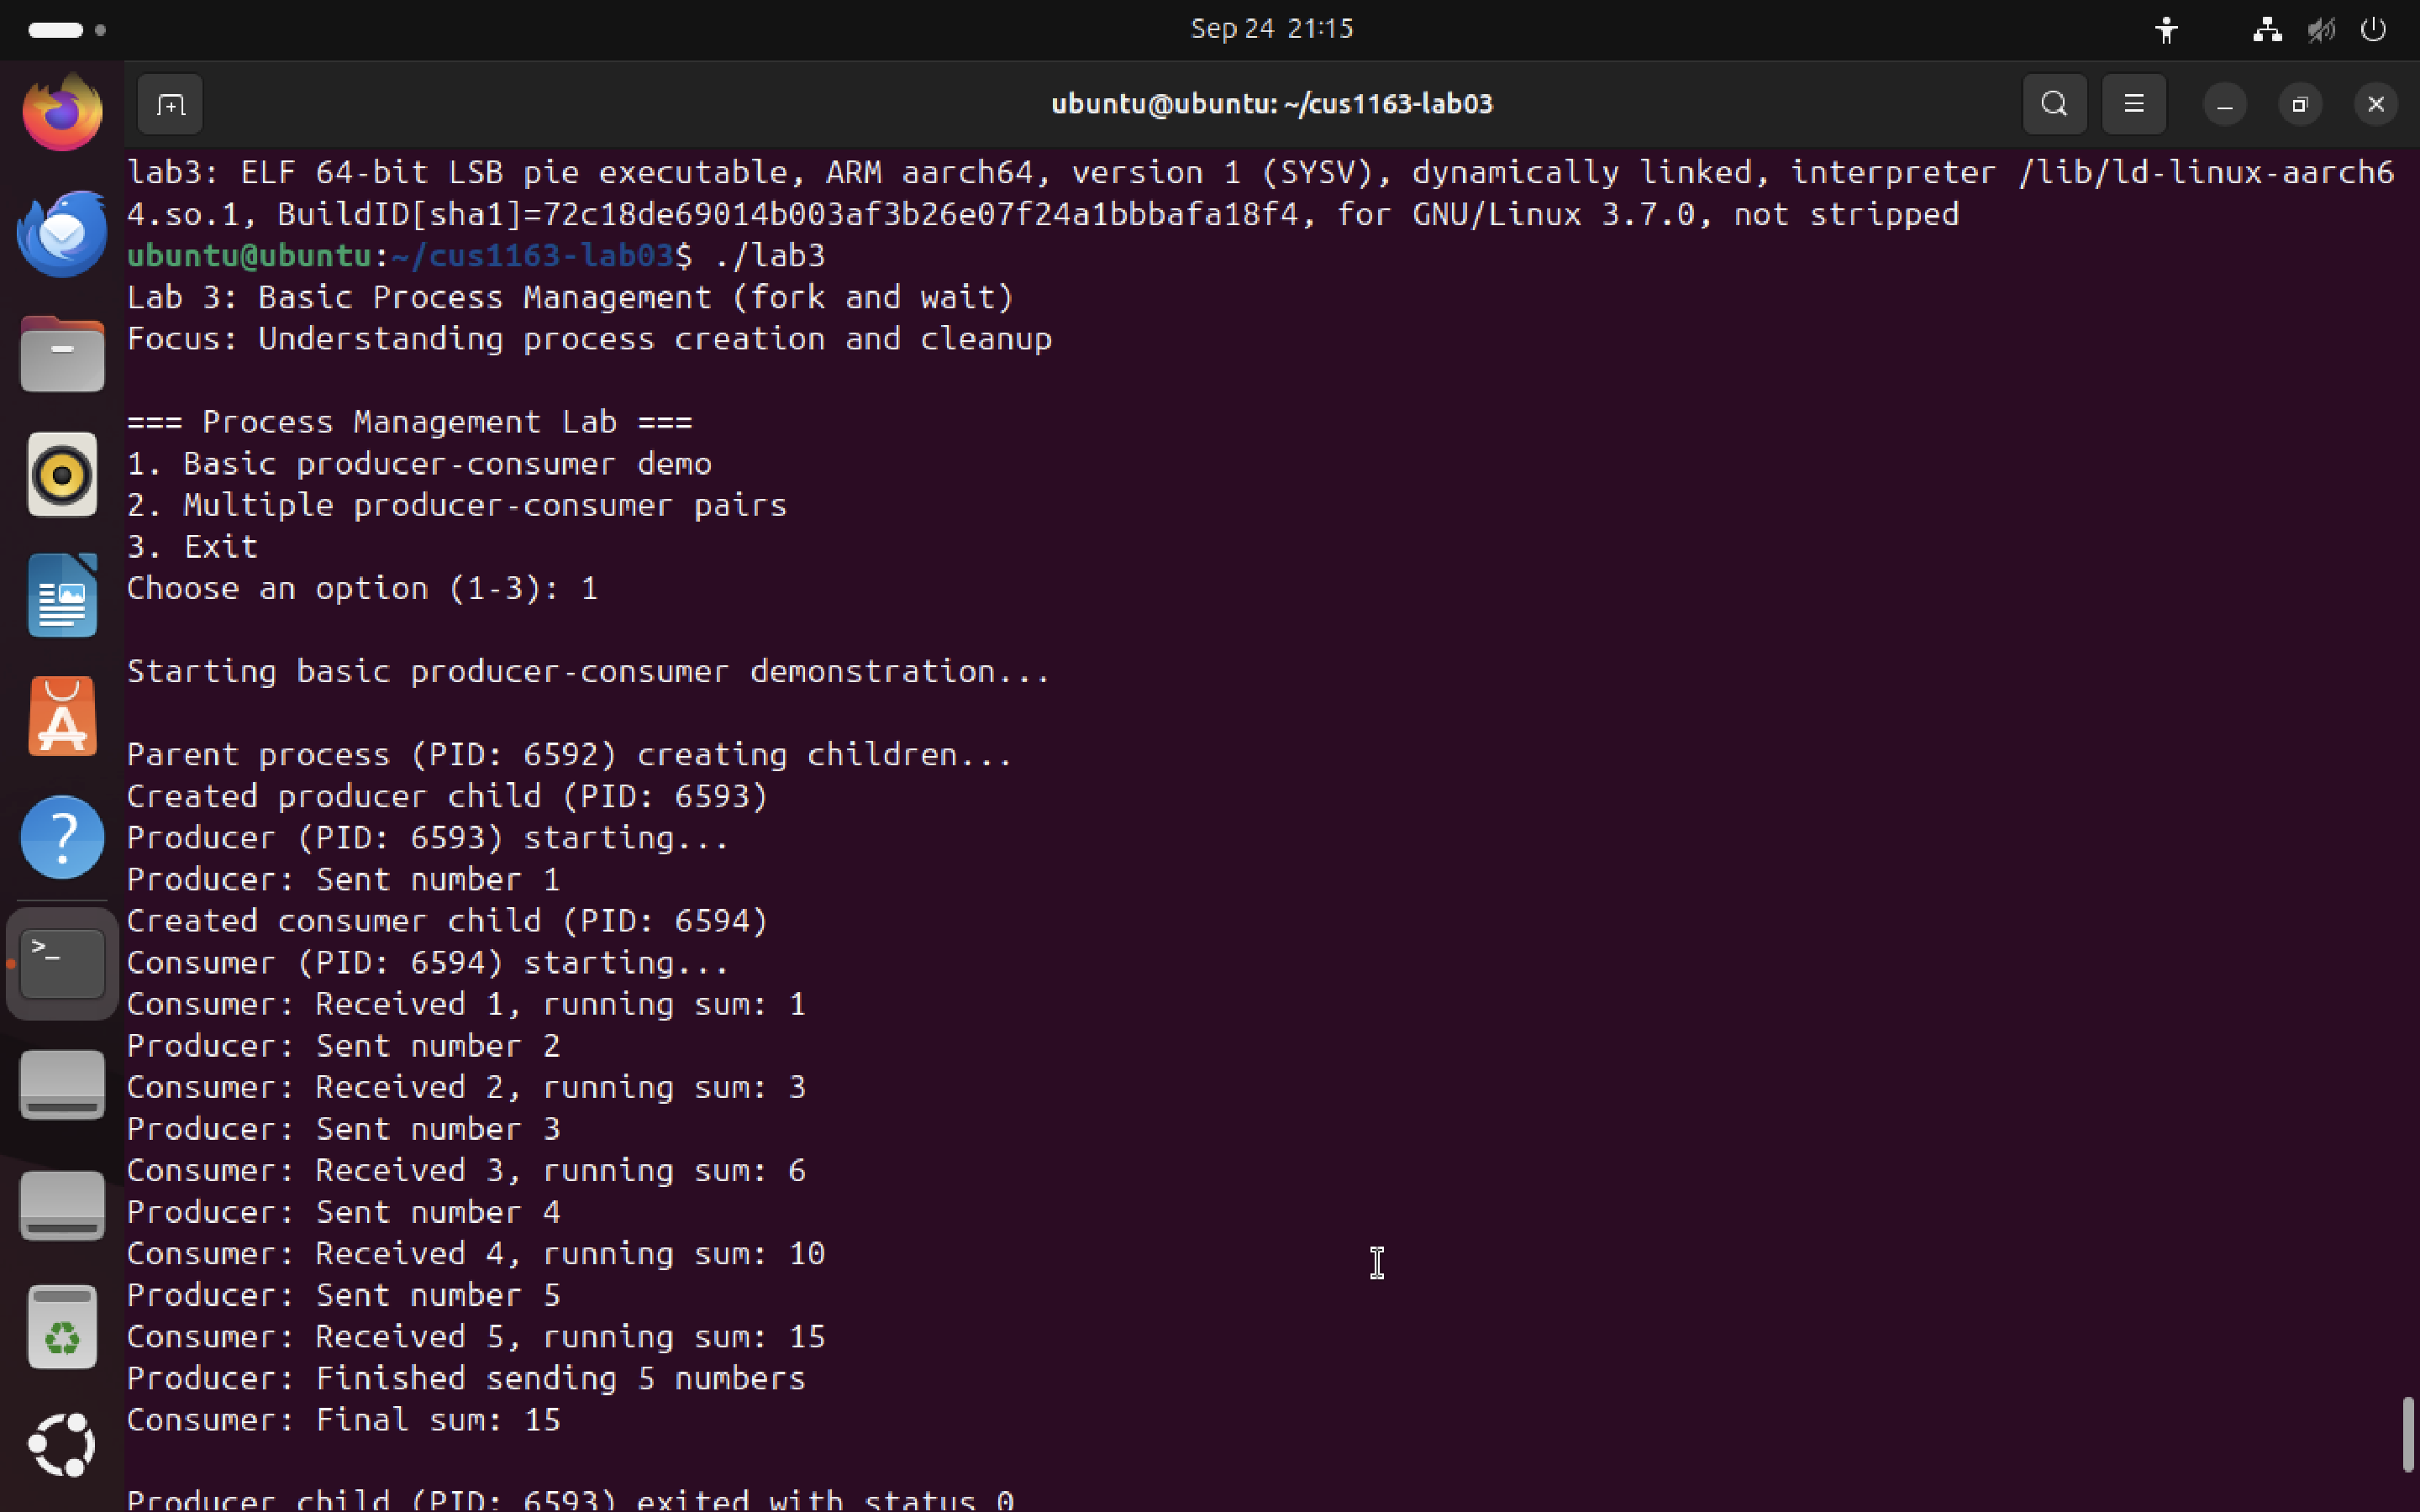 Sep 24 21:15
ubuntu@ubuntu: ~/cus1163-lab03
lab3: ELF 64-bit LSB pie executable, ARM aarch64, version 1 (SYSV), dynamically linked, interpreter /lib/ld-linux-aarch6
4.so.1, BuildID[sha1]=72c18de69014b003af3b26e07f24a1bbbafa18f4, for GNU/Linux 3.7.0, not stripped
ubuntu@ubuntu:~/cus1163-lab03$ ./lab3
Lab 3: Basic Process Management (fork and wait)
Focus: Understanding process creation and cleanup
=== Process Management Lab ===
1. Basic producer-consumer demo
2. Multiple producer-consumer pairs
3. Exit
Choose an option (1-3): 1
Starting basic producer-consumer demonstration...
Parent process (PID: 6592) creating children...
Created producer child (PID: 6593)
Producer (PID: 6593) starting...
Producer: Sent number 1
Created consumer child (PID: 6594)
Consumer (PID: 6594) starting...
Consumer: Received 1, running sum: 1
Producer: Sent number 2
Consumer: Received 2, running sum: 3
Producer: Sent number 3
Consumer: Received 3, running sum: 6
Producer: Sent number 4
Consumer: Received 4, running sum: 10
Producer: Sent number 5
Consumer: Received 5, running sum: 15
Producer: Finished sending 5 numbers
Consumer: Final sum: 15
Producer child (PID: 6593) exited with status 0